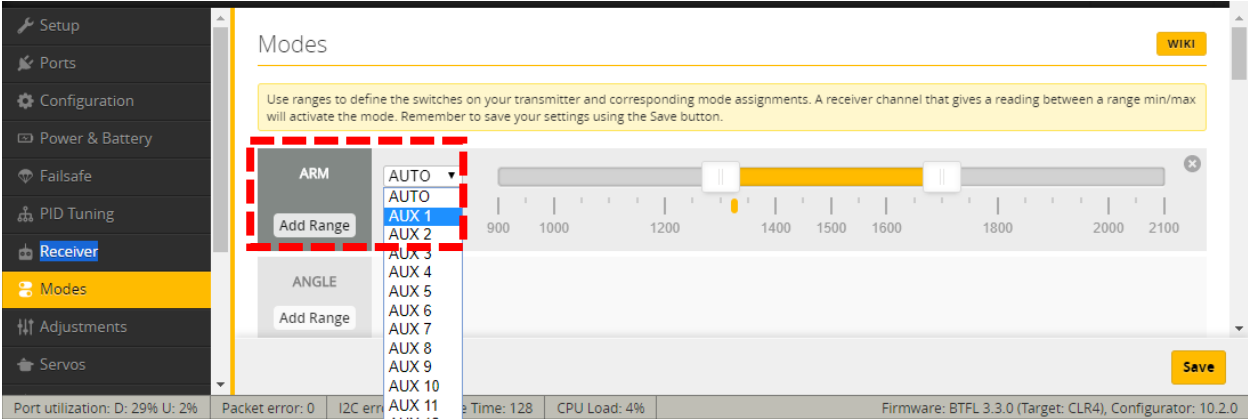 Setup
Ports
Configuration
Power & Battery
Failsafe
PID Tuning
Receiver
Modes
Adjustments
Servos
Modes
WIKI
Use ranges to define the switches on your transmitter and corresponding mode assignments. A receiver channel that gives a reading between a range min/max
will activate the mode. Remember to save your settings using the Save button.
ARM
Add Range
AUTO
AUTO
AUX 1
AUX 2
AUX 3
AUX 4
AUX 5
AUX 6
AUX 7
AUX 8
AUX 9
AUX 10
AUX 11
900 1000 1200 1400 1500 1600 1800 2000 2100
ANGLE
Add Range
Save
Port utilization: D: 29% U: 2% Packet error: 0 I2C Time: 128 CPU Load: 4% Firmware: BTFL 3.3.0 (Target: CLR4), Configurator: 10.2.0